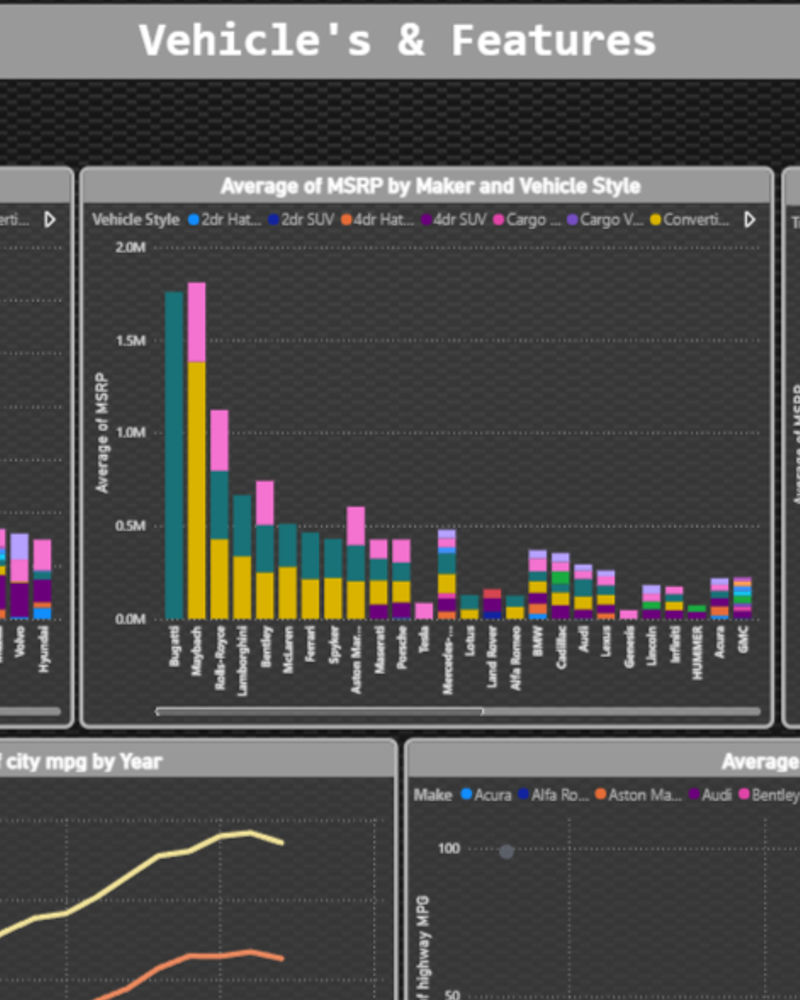 Vehicle's & Features
Average of MSRP by Maker and Vehicle Style
erti...
Vehicle Style 2dr Hat... 2dr SUV 4dr Hat... 4dr SUV Cargo ... Cargo V... Converti...
2.0M
1.5M
1.0M
0.5M
0.0M
Average of MSRP
Volvo
Hyundai
Bugatti
Maybach
Rolls-Royce
Lamborghini
Bentley
McLaren
Ferrari
Spyker
Aston Mar...
Maserati
Porsche
Tesla
Mercedes-...
Lotus
Land Rover
Alfa Romeo
BMW
Cadillac
Audi
Lexus
Genesis
Lincoln
Infiniti
HUMMER
Acura
GMC
Average of MSRP
f city mpg by Year
Average
Make Acura Alfa Ro... Aston Ma... Audi Bentley
100
50
f highway MPG